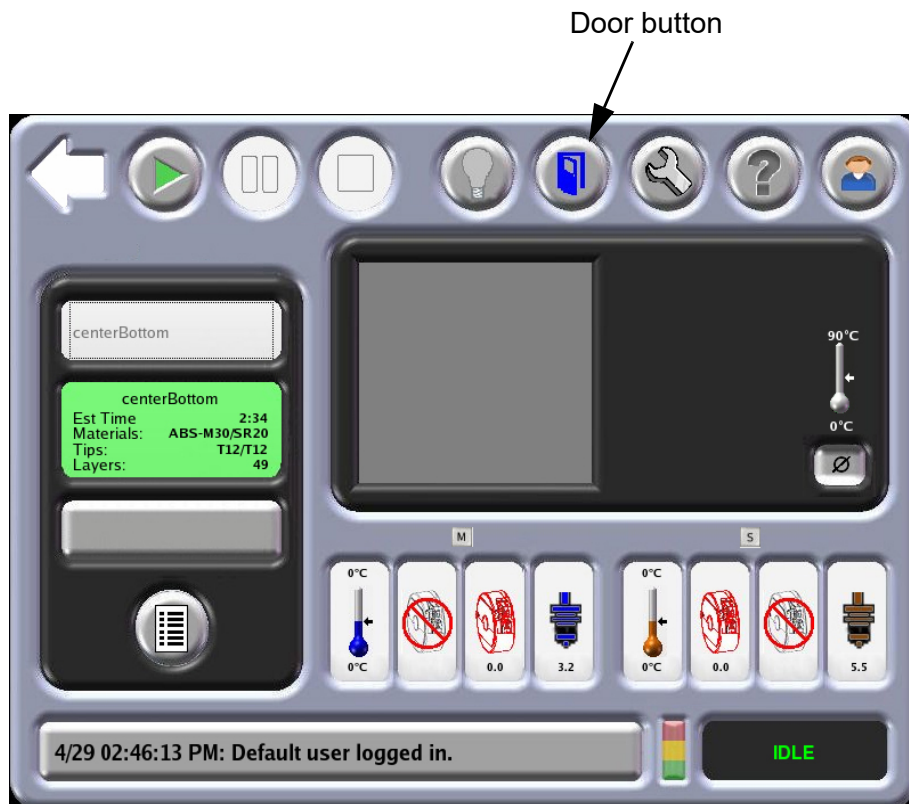 Door button
centerBottom
centerBottom
Est Time 2:34
Materials: ABS-M30/SR20
Tips: T12/T12
Layers: 49
90°C
0°C
Ø
M
S
0°C
0°C
0.0
3.2
0°C
0°C
0.0
5.5
4/29 02:46:13 PM: Default user logged in.
IDLE